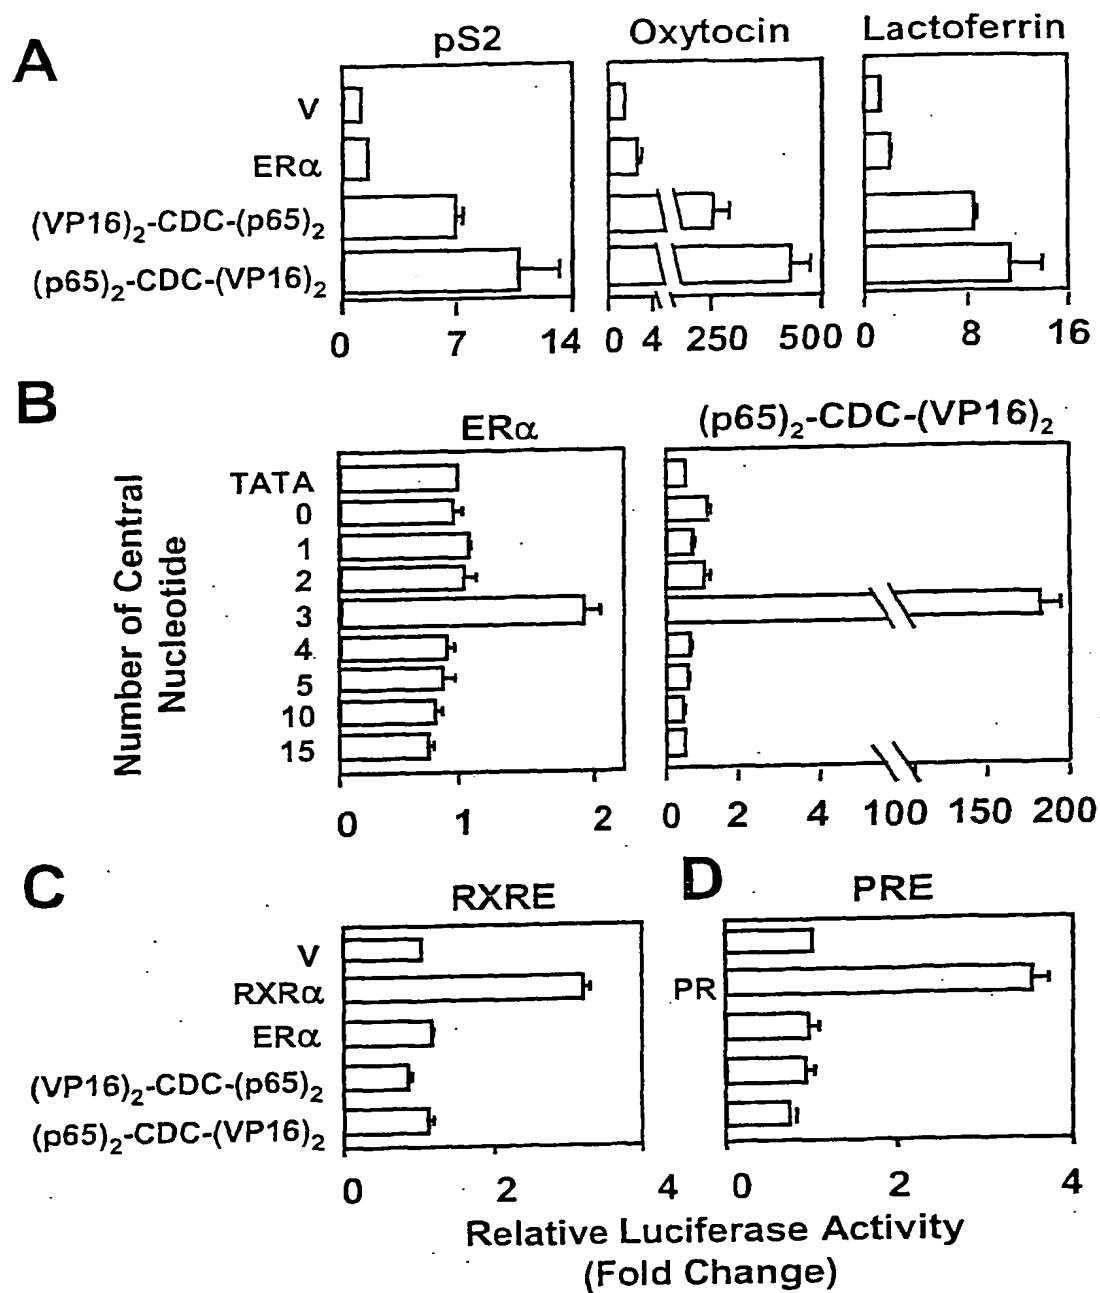 A
pS2 Oxytocin Lactoferrin
V
ERα
(VP16)2-CDC-(p65)2
(p65)2-CDC-(VP16)2
0 7 14 0 4 250 500 0 8 16
B
ERα (p65)2-CDC-(VP16)2
Number of Central
Nucleotide
TATA
0
1
2
3
4
5
10
15
0 1 2 0 2 4 100 150 200
C RXRE D PRE
V
RXRα PR
ERα
(VP16)2-CDC-(p65)2
(p65)2-CDC-(VP16)2
0 2 4 0 2 4
Relative Luciferase Activity
(Fold Change)